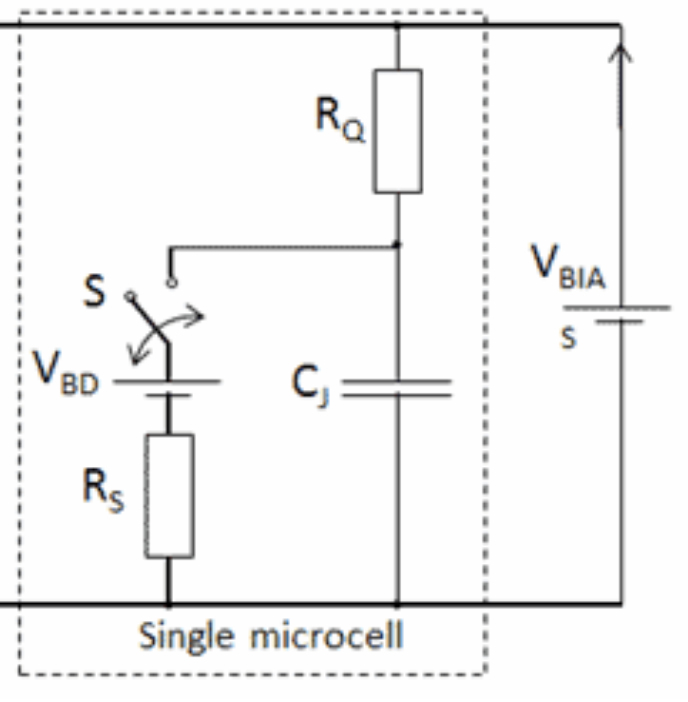 R_Q
S
V_BIA
S
V_BD
C_J
R_S
Single microcell